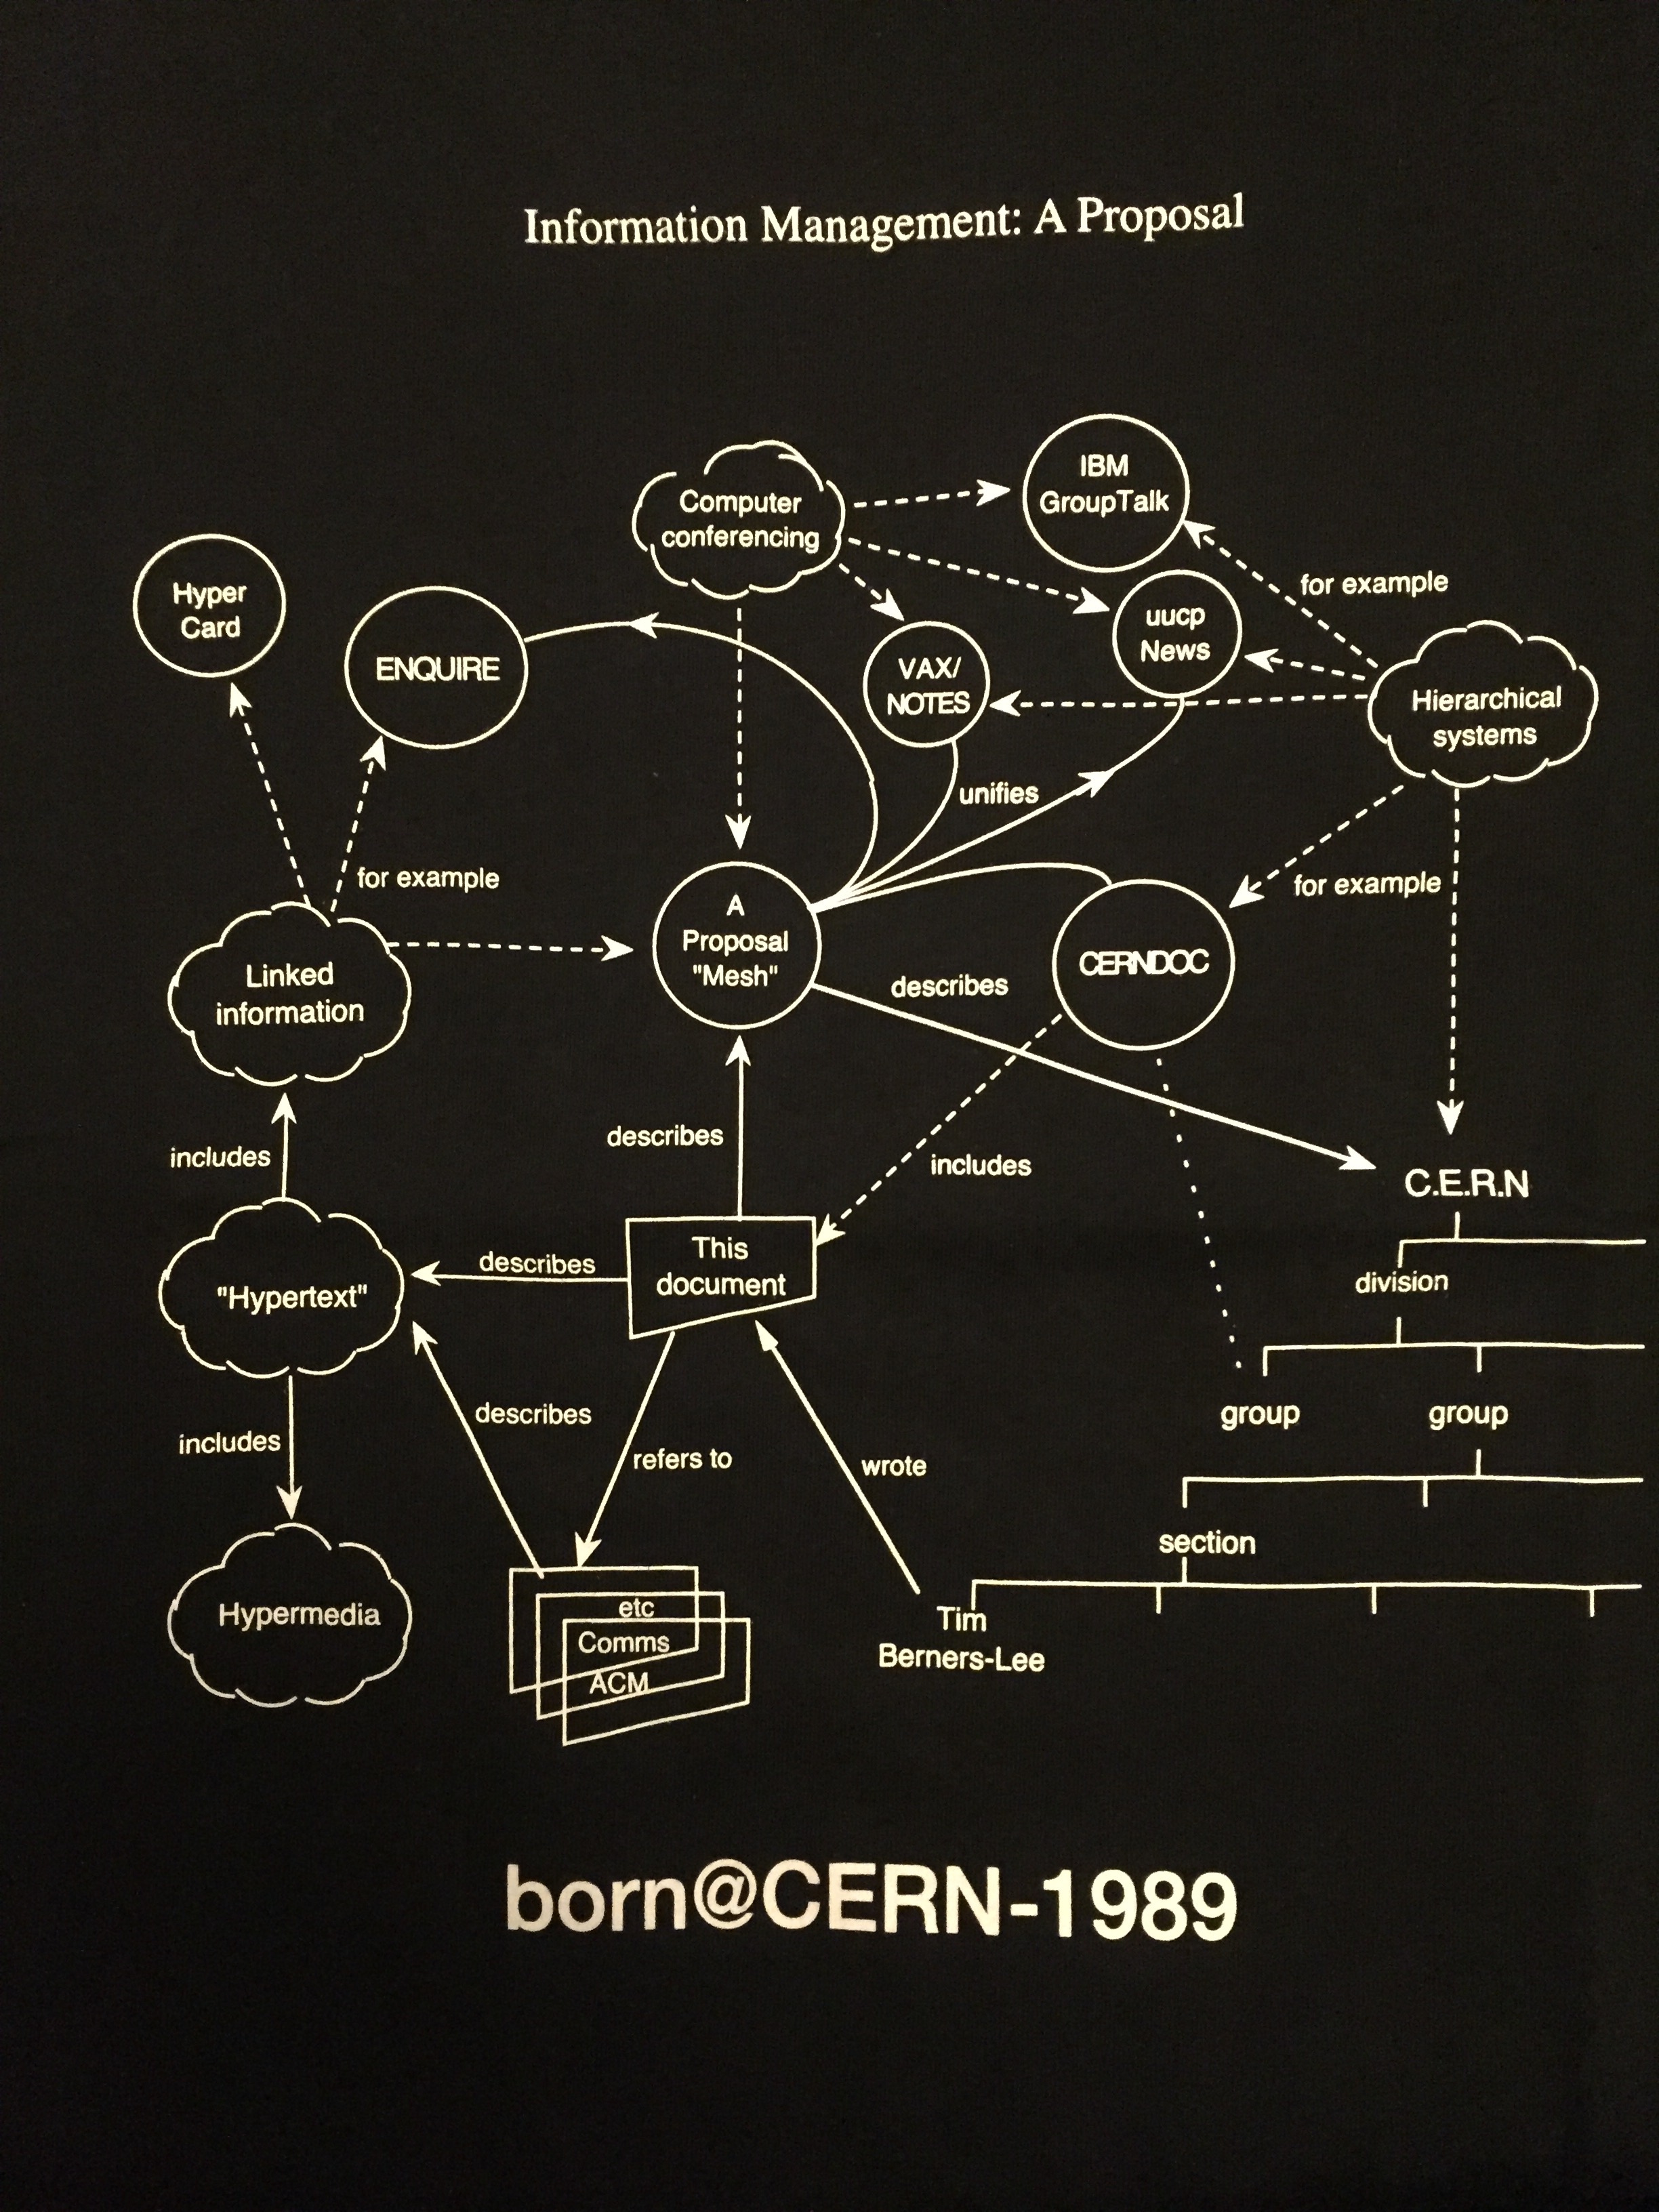 Information Management: A Proposal
IBM
GroupTalk
Computer
conferencing
for example
Hyper
Card
uucp
News
ENQUIRE
VAX/
NOTES
Hierarchical
systems
unifies
for example
for example
A
Proposal
"Mesh"
CERNDOC
Linked
information
describes
describes
includes
includes
C.E.R.N
This
document
describes
"Hypertext"
division
describes
group
group
includes
refers to
wrote
section
etc
Comms
ACM
Hypermedia
Tim
Berners-Lee
born@CERN-1989